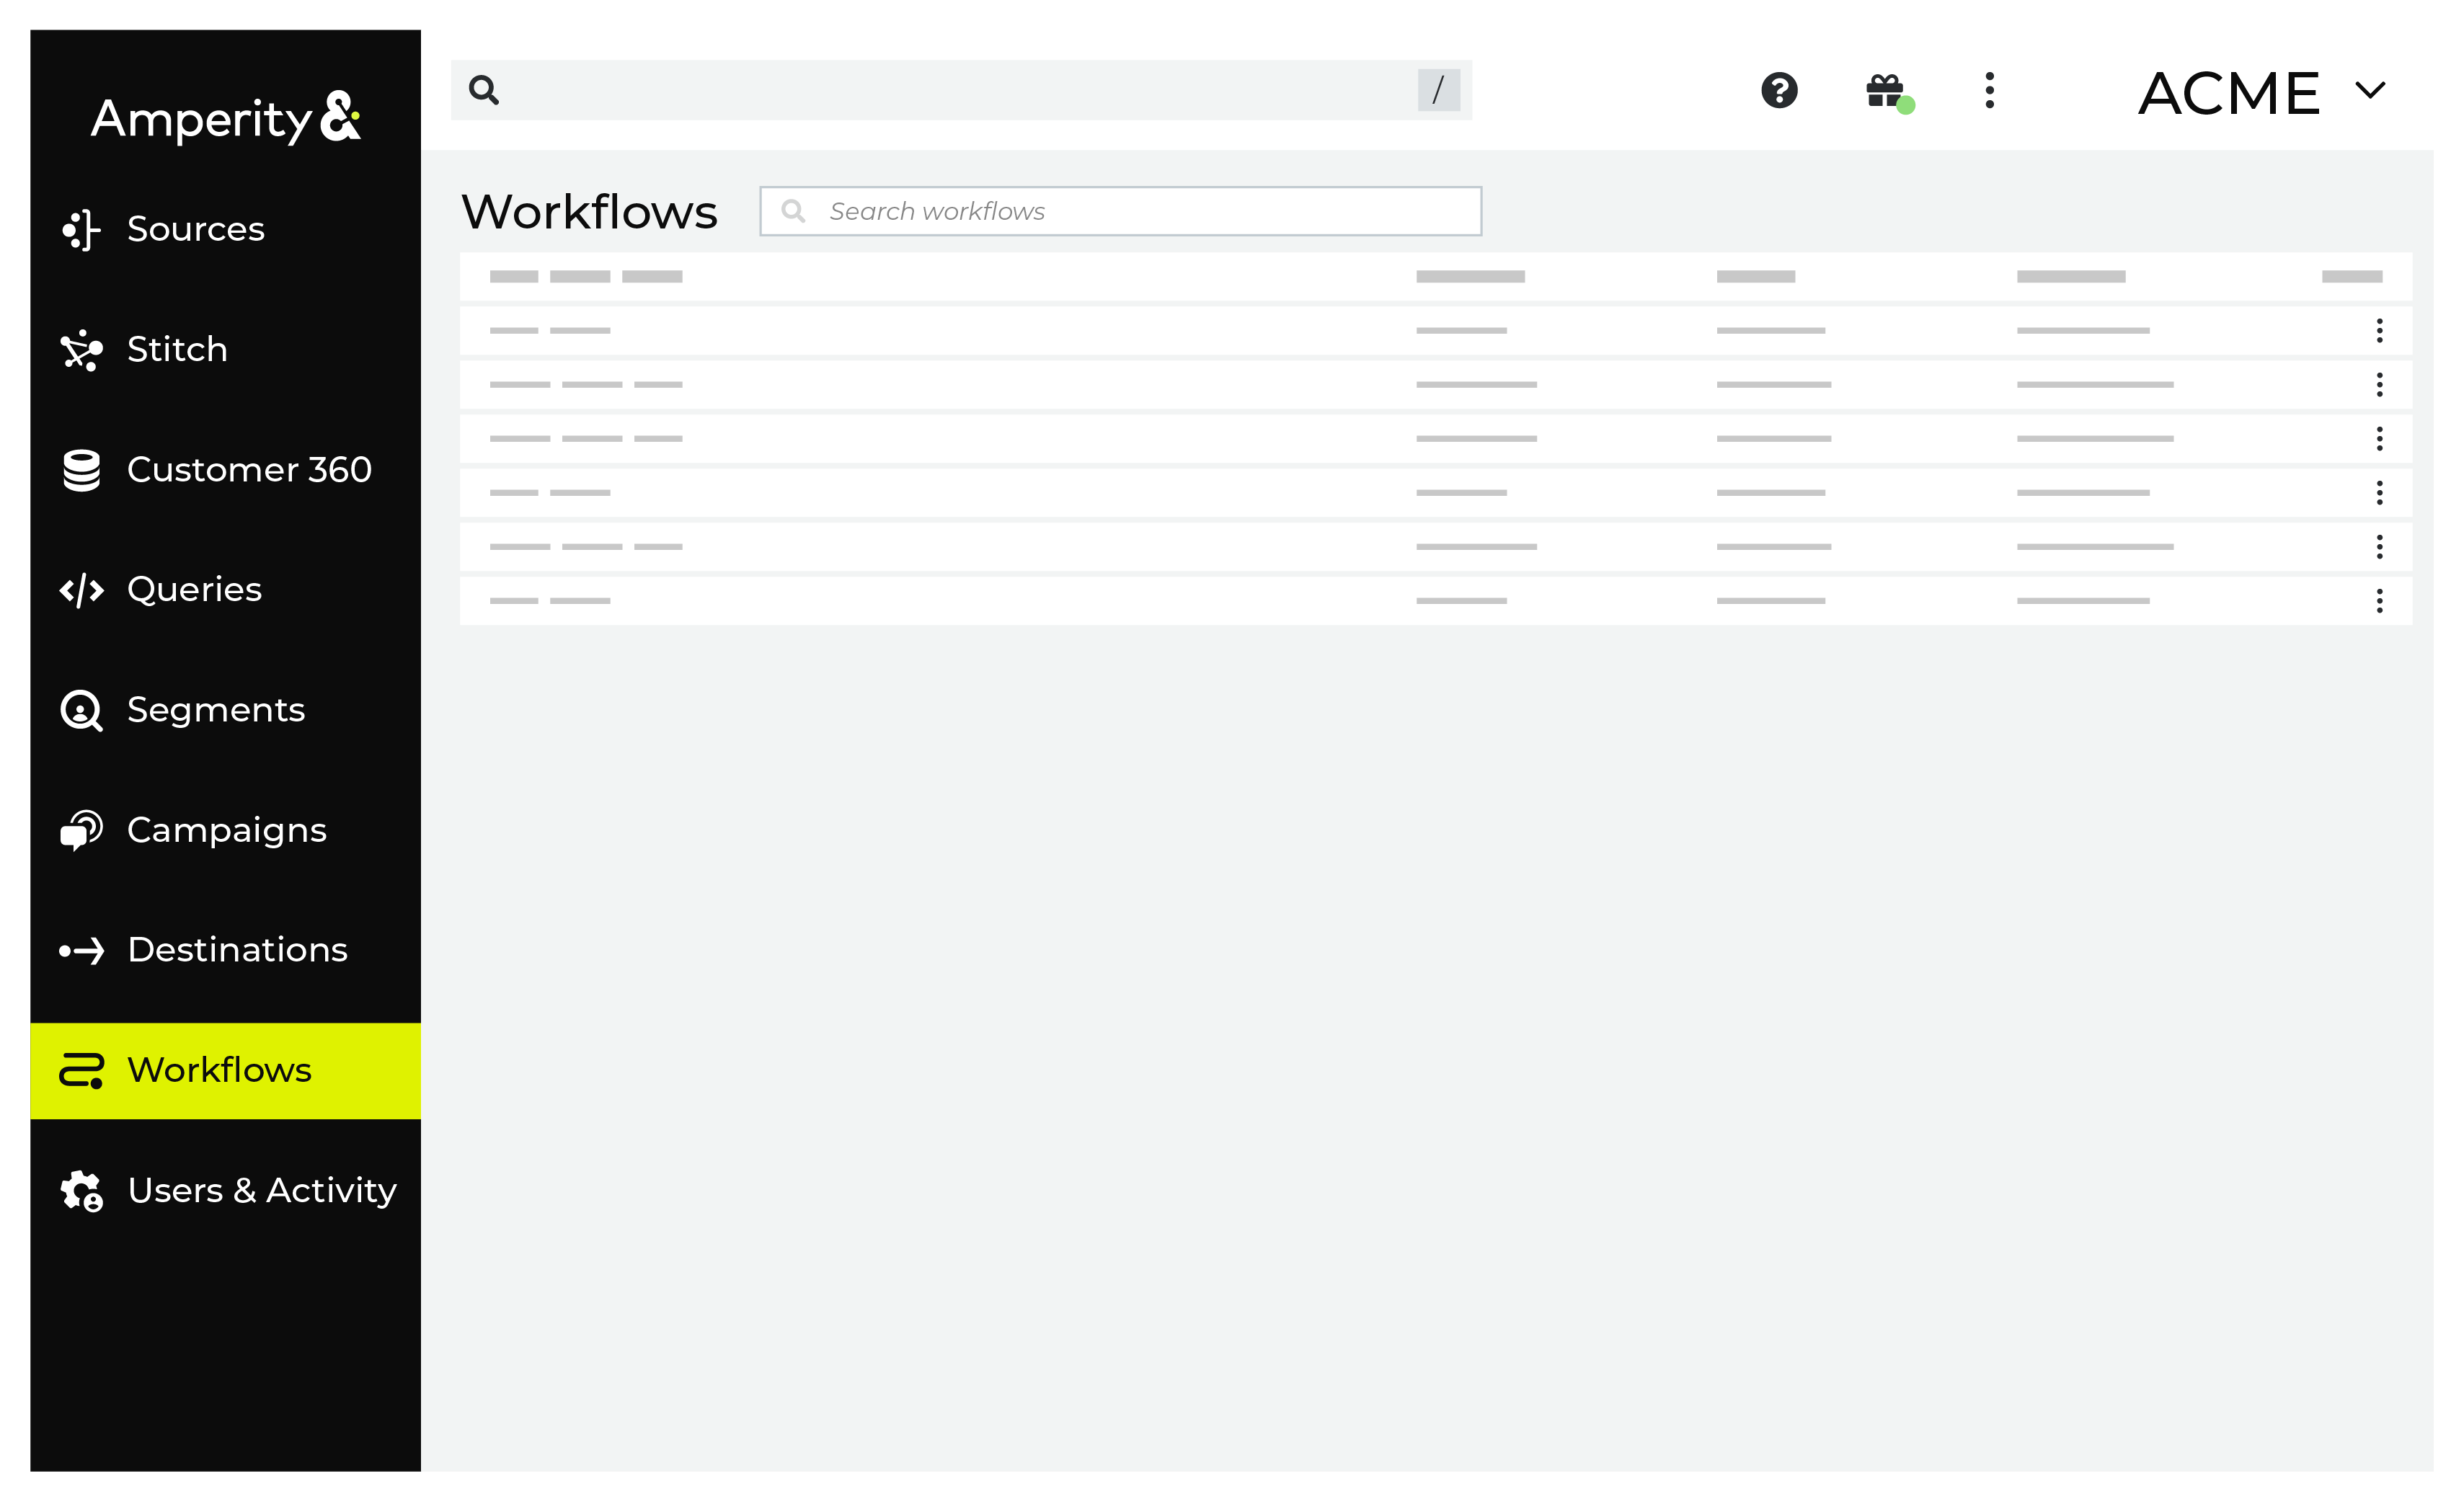 Amperity&
/
ACME
Sources
Stitch
Customer 360
Queries
Segments
Campaigns
Destinations
Workflows
Users & Activity
Workflows
Search workflows